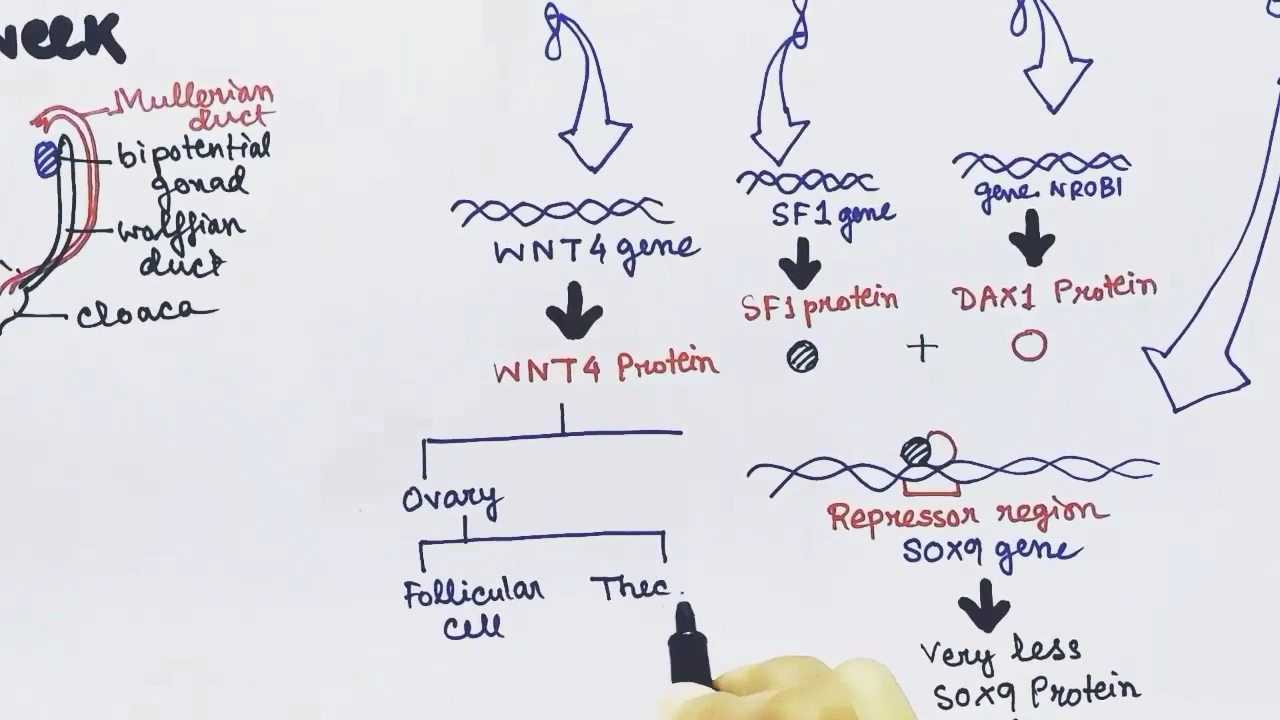 week
Mullerian
duct
bipotential
gonad
wolffian
duct
cloaca
WNT4 gene
WNT4 Protein
Ovary
Follicular
cell
Thec
SF1 gene
SF1 protein
+
gene NROB1
DAX1 Protein
Repressor region
SOX9 gene
Very less
SOX9 Protein